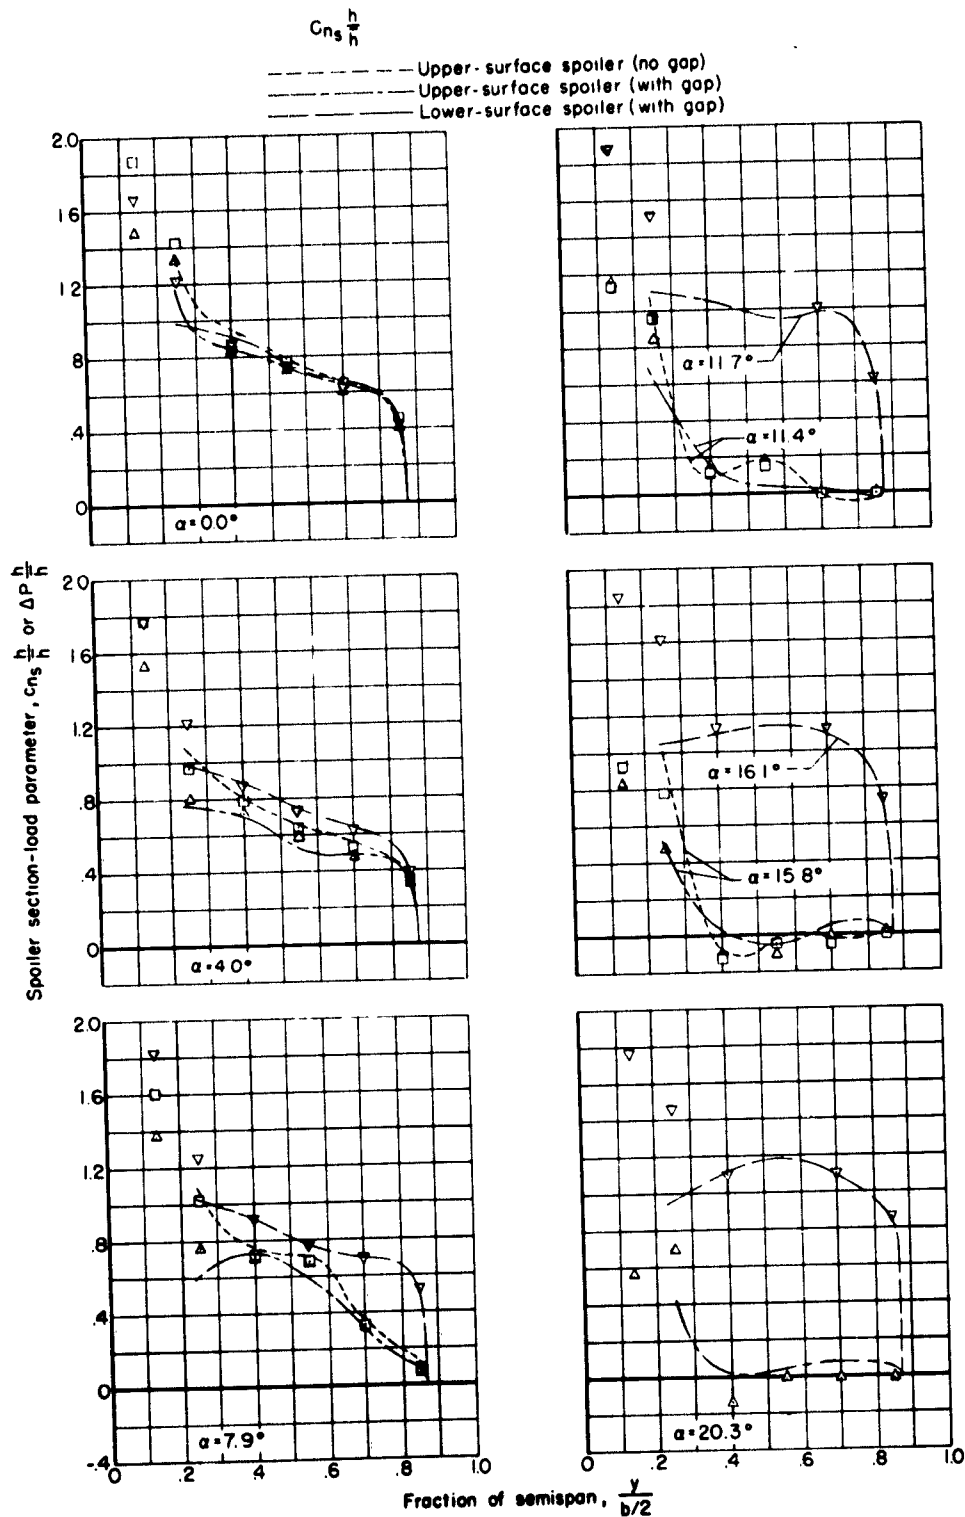 Cns h/h
Upper-surface spoiler (no gap)
Upper-surface spoiler (with gap)
Lower-surface spoiler (with gap)
2.0
1 6
1 2
.8
.4
0
α=0.0°
α=11.7°
α=11.4°
2 0
1 6
1.2
.8
.4
0
α=4 0°
α=16 1°
α=15 8°
2.0
1.6
1.2
.8
.4
0
-.4
α=7.9°
α=20.3°
0 .2 .4 .6 .8 1.0
0 .2 .4 .6 .8 1.0
Spoiler section-load parameter, Cns h/h or ΔP h/h
Fraction of semispan, y/b/2